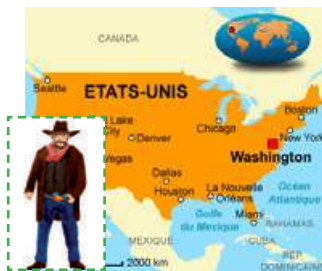 CANADA
Seattle
ETATS-UNIS
Boston
Lake
City
Chicago
New York
Denver
Washington
Vegas
Dallas
Houston
La Nouvelle
Orléans
Océan
Atlantique
Golfe
du Mexique
Miami
BAHAMAS
MEXIQUE
CUBA
REP.
DOMINICAINE
2000 km